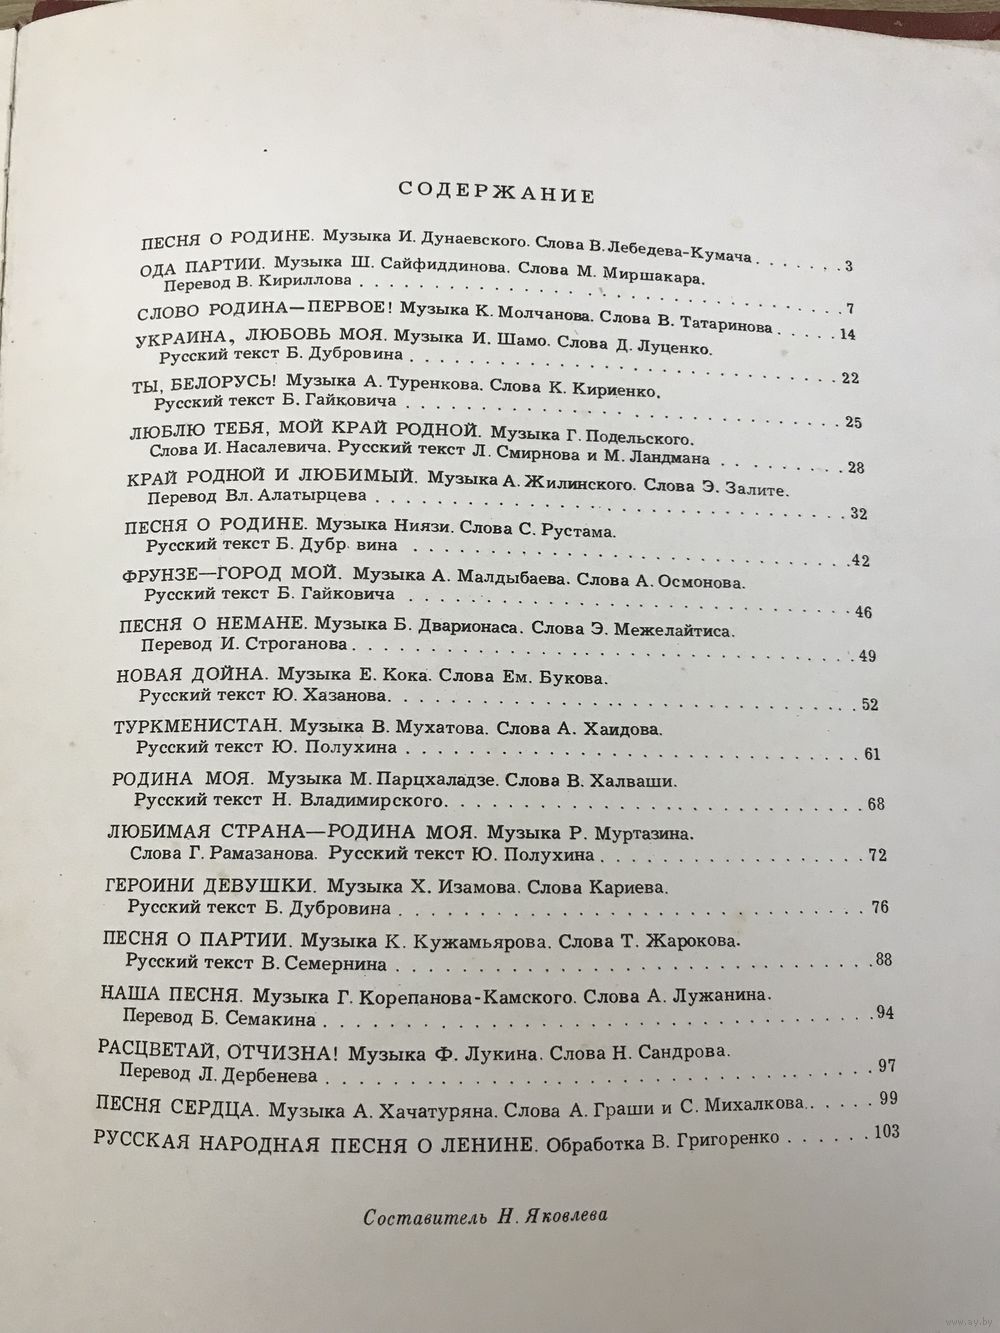 СОДЕРЖАНИЕ
ПЕСНЯ О РОДИНЕ. Музыка И. Дунаевского. Слова В. Лебедева-Кумача . . . . . . . 3
ОДА ПАРТИИ. Музыка Ш. Сайфиддинова. Слова М. Миршакара.
Перевод В. Кириллова . . . . . . . . . . . . . . . . . . . . . . 7
СЛОВО РОДИНА—ПЕРВОЕ! Музыка К. Молчанова. Слова В. Татаринова . . . . . 14
УКРАИНА, ЛЮБОВЬ МОЯ. Музыка И. Шамо. Слова Д. Луценко.
Русский текст Б. Дубровина . . . . . . . . . . . . . . . . . . . . 22
ТЫ, БЕЛОРУСЬ! Музыка А. Туренкова. Слова К. Кириенко.
Русский текст Б. Гайковича . . . . . . . . . . . . . . . . . . . . 25
ЛЮБЛЮ ТЕБЯ, МОЙ КРАЙ РОДНОЙ. Музыка Г. Подельского.
Слова И. Насалевича. Русский текст Л. Смирнова и М. Ландмана . . . . . . . 28
КРАЙ РОДНОЙ И ЛЮБИМЫЙ. Музыка А. Жилинского. Слова Э. Залите.
Перевод Вл. Алатырцева . . . . . . . . . . . . . . . . . . . . . 32
ПЕСНЯ О РОДИНЕ. Музыка Ниязи. Слова С. Рустама.
Русский текст Б. Дубр вина . . . . . . . . . . . . . . . . . . . . 42
ФРУНЗЕ—ГОРОД МОЙ. Музыка А. Малдыбаева. Слова А. Осмонова.
Русский текст Б. Гайковича . . . . . . . . . . . . . . . . . . . . 46
ПЕСНЯ О НЕМАНЕ. Музыка Б. Дварионаса. Слова Э. Межелайтиса.
Перевод И. Строганова . . . . . . . . . . . . . . . . . . . . . . 49
НОВАЯ ДОЙНА. Музыка Е. Кока. Слова Ем. Букова.
Русский текст Ю. Хазанова. . . . . . . . . . . . . . . . . . . . . 52
ТУРКМЕНИСТАН. Музыка В. Мухатова. Слова А. Хаидова.
Русский текст Ю. Полухина . . . . . . . . . . . . . . . . . . . . 61
РОДИНА МОЯ. Музыка М. Парцхаладзе. Слова В. Халваши.
Русский текст Н. Владимирского. . . . . . . . . . . . . . . . . . . 68
ЛЮБИМАЯ СТРАНА—РОДИНА МОЯ. Музыка Р. Муртазина.
Слова Г. Рамазанова. Русский текст Ю. Полухина . . . . . . . . . . . . 72
ГЕРОИНИ ДЕВУШКИ. Музыка Х. Изамова. Слова Кариева.
Русский текст Б. Дубровина . . . . . . . . . . . . . . . . . . . . 76
ПЕСНЯ О ПАРТИИ. Музыка К. Кужамьярова. Слова Т. Жарокова.
Русский текст В. Семернина . . . . . . . . . . . . . . . . . . . . 88
НАША ПЕСНЯ. Музыка Г. Корепанова-Камского. Слова А. Лужанина.
Перевод Б. Семакина . . . . . . . . . . . . . . . . . . . . . . . 94
РАСЦВЕТАЙ, ОТЧИЗНА! Музыка Ф. Лукина. Слова Н. Сандрова.
Перевод Л. Дербенева . . . . . . . . . . . . . . . . . . . . . . . 97
ПЕСНЯ СЕРДЦА. Музыка А. Хачатуряна. Слова А. Граши и С. Михалкова. . . . . . 99
РУССКАЯ НАРОДНАЯ ПЕСНЯ О ЛЕНИНЕ. Обработка В. Григоренко . . . . . . 103
Составитель Н. Яковлева
www.ay.by